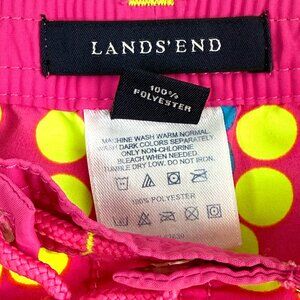 LANDS' END
100%
POLYESTER
MACHINE WASH WARM NORMAL.
WASH DARK COLORS SEPARATELY
ONLY NON-CHLORINE
BLEACH WHEN NEEDED.
TUMBLE DRY LOW. DO NOT IRON.
100% POLYESTER